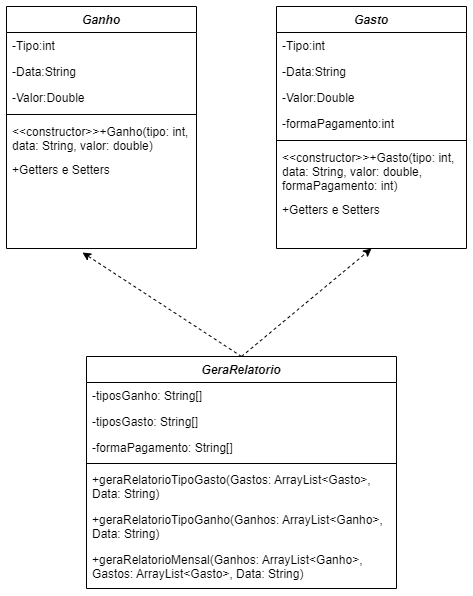 Ganho
-Tipo:int
-Data:String
-Valor:Double
<<constructor>>+Ganho(tipo: int,
data: String, valor: double)
+Getters e Setters
Gasto
-Tipo:int
-Data:String
-Valor:Double
-formaPagamento:int
<<constructor>>+Gasto(tipo: int,
data: String, valor: double,
formaPagamento: int)
+Getters e Setters
GeraRelatorio
-tiposGanho: String[]
-tiposGasto: String[]
-formaPagamento: String[]
+geraRelatorioTipoGasto(Gastos: ArrayList<Gasto>,
Data: String)
+geraRelatorioTipoGanho(Ganhos: ArrayList<Ganho>,
Data: String)
+geraRelatorioMensal(Ganhos: ArrayList<Ganho>,
Gastos: ArrayList<Gasto>, Data: String)